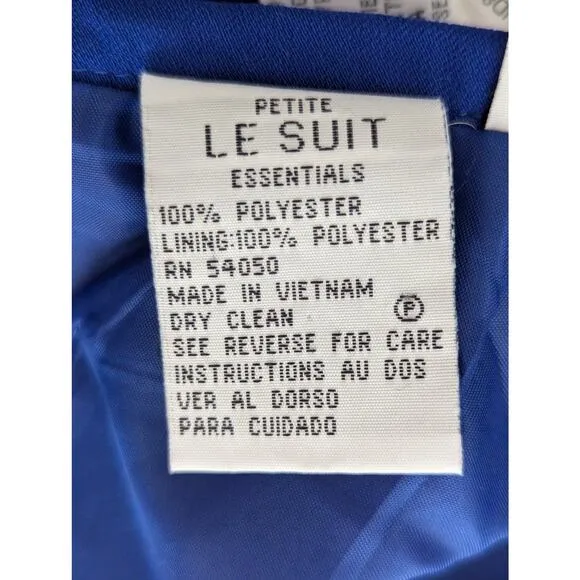 PETITE
LE SUIT
ESSENTIALS
100% POLYESTER
LINING:100% POLYESTER
RN 54050
MADE IN VIETNAM
DRY CLEAN Ⓟ
SEE REVERSE FOR CARE
INSTRUCTIONS AU DOS
VER AL DORSO
PARA CUIDADO